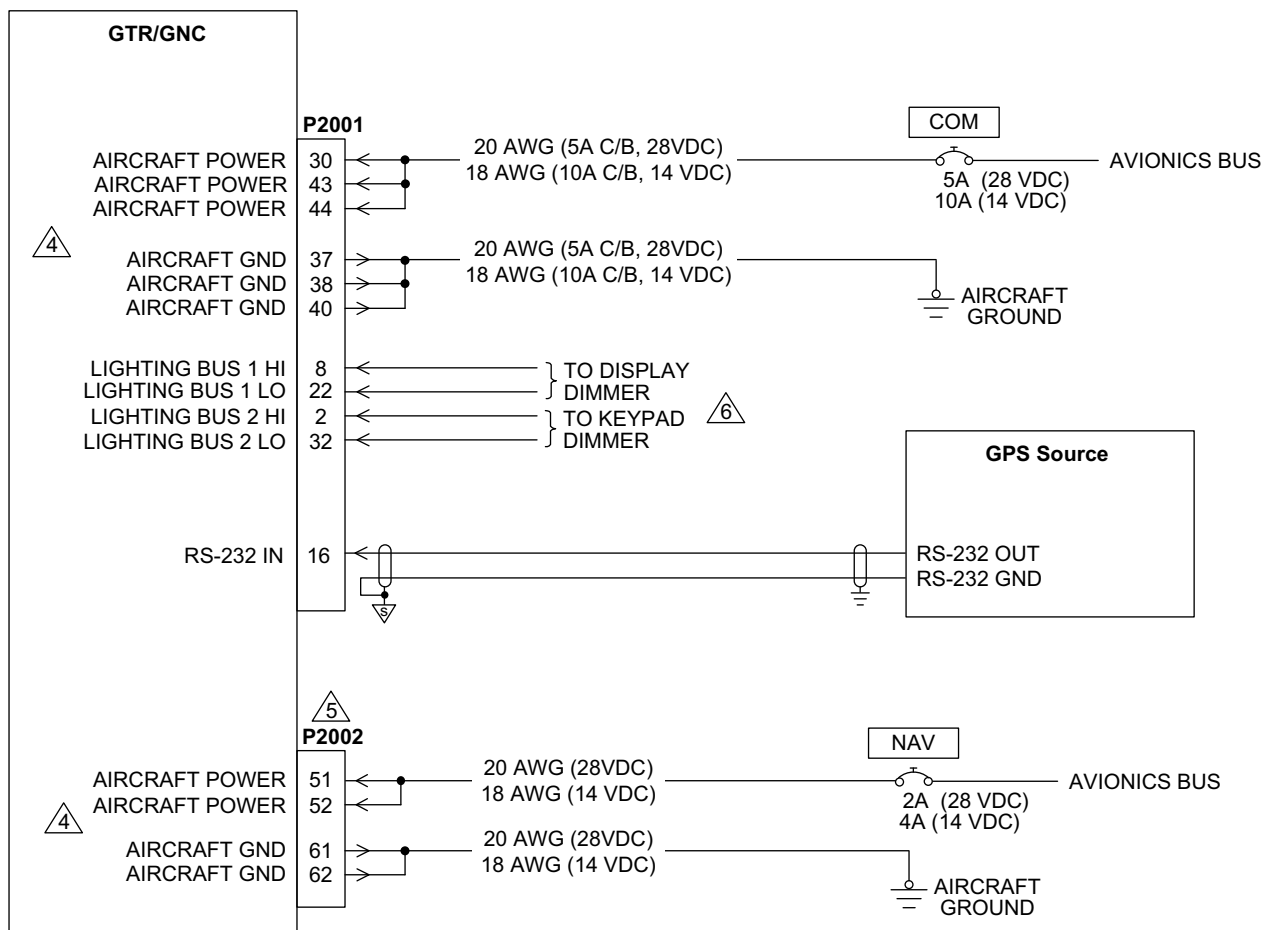 GTR/GNC
P2001
COM
AIRCRAFT POWER 30 20 AWG (5A C/B, 28VDC) AVIONICS BUS
AIRCRAFT POWER 43 18 AWG (10A C/B, 14 VDC) 5A (28 VDC)
AIRCRAFT POWER 44 10A (14 VDC)
4
AIRCRAFT GND 37 20 AWG (5A C/B, 28VDC)
AIRCRAFT GND 38 18 AWG (10A C/B, 14 VDC) AIRCRAFT
AIRCRAFT GND 40 GROUND
LIGHTING BUS 1 HI 8 TO DISPLAY
LIGHTING BUS 1 LO 22 DIMMER
LIGHTING BUS 2 HI 2 TO KEYPAD 6
LIGHTING BUS 2 LO 32 DIMMER
GPS Source
RS-232 IN 16 RS-232 OUT
RS-232 GND
S
5
P2002
NAV
AIRCRAFT POWER 51 20 AWG (28VDC) AVIONICS BUS
AIRCRAFT POWER 52 18 AWG (14 VDC) 2A (28 VDC)
4A (14 VDC)
4
AIRCRAFT GND 61 20 AWG (28VDC)
AIRCRAFT GND 62 18 AWG (14 VDC) AIRCRAFT
GROUND